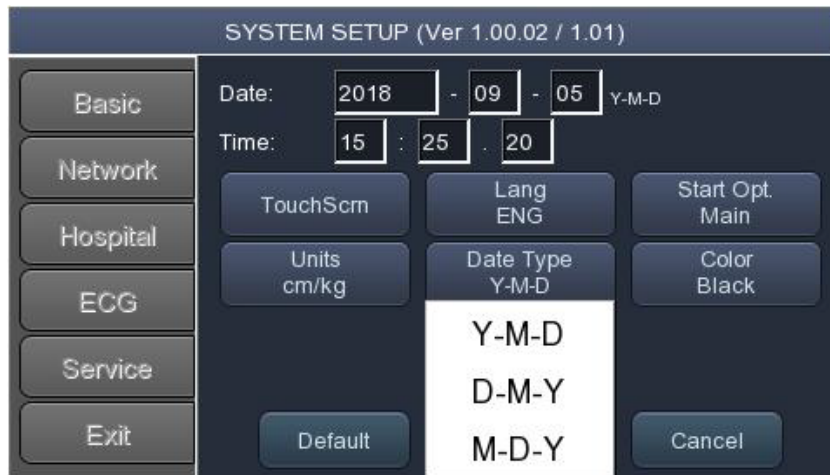 SYSTEM SETUP (Ver 1.00.02 / 1.01)
Basic
Network
Hospital
ECG
Service
Exit
Date: 2018 - 09 - 05 Y-M-D
Time: 15 : 25 . 20
TouchScrn
Lang
ENG
Start Opt.
Main
Units
cm/kg
Date Type
Y-M-D
Color
Black
Y-M-D
D-M-Y
M-D-Y
Default
Cancel